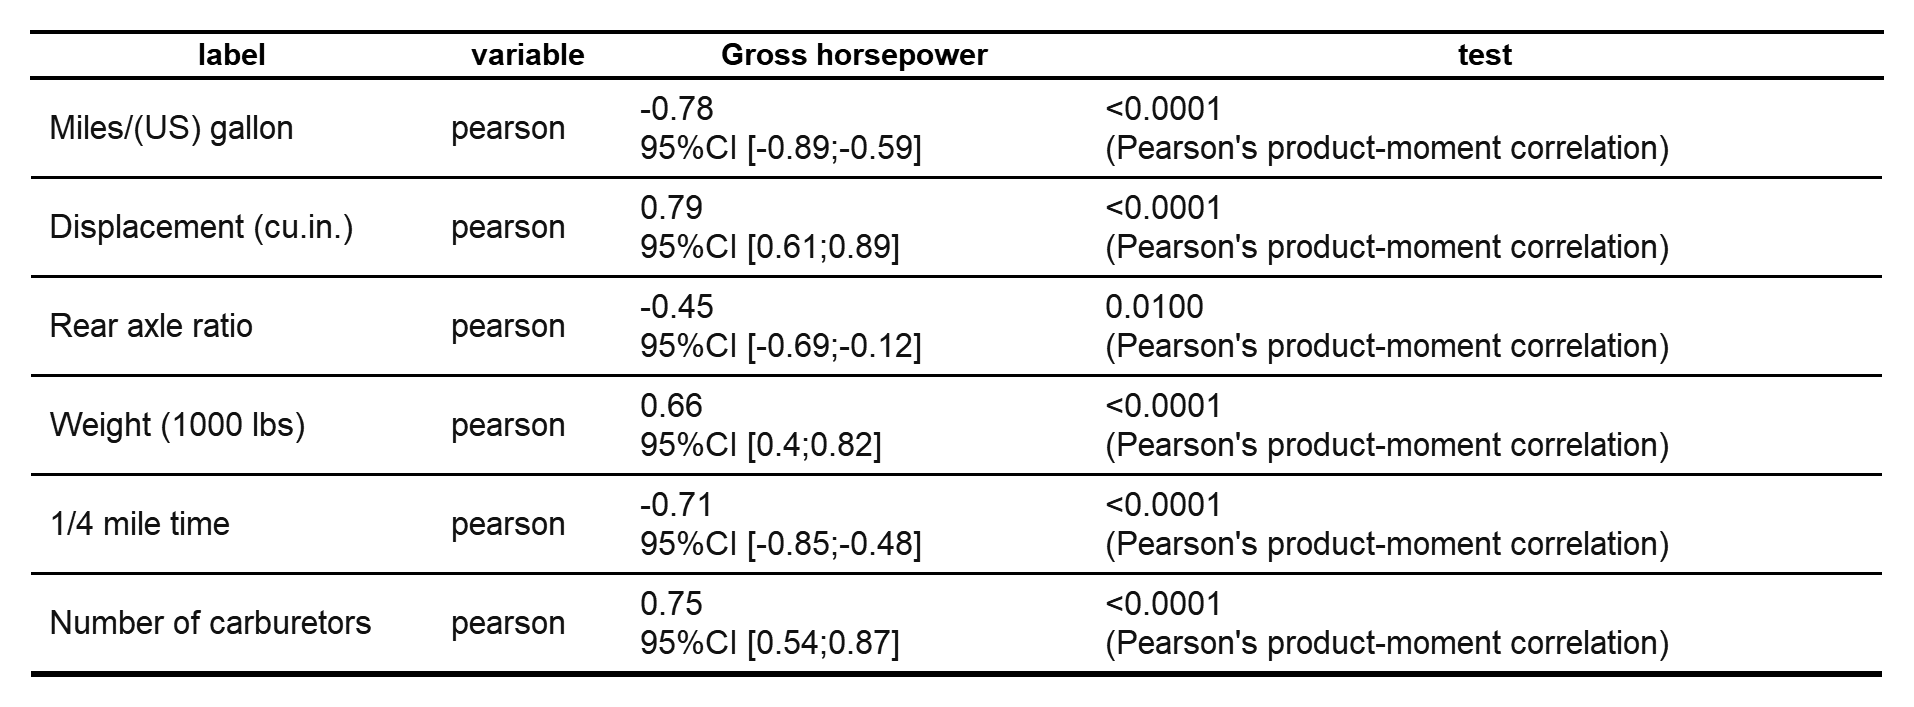 label variable Gross horsepower test
Miles/(US) gallon pearson -0.78 <0.0001
95%CI [-0.89;-0.59] (Pearson's product-moment correlation)
Displacement (cu.in.) pearson 0.79 <0.0001
95%CI [0.61;0.89] (Pearson's product-moment correlation)
Rear axle ratio pearson -0.45 0.0100
95%CI [-0.69;-0.12] (Pearson's product-moment correlation)
Weight (1000 lbs) pearson 0.66 <0.0001
95%CI [0.4;0.82] (Pearson's product-moment correlation)
1/4 mile time pearson -0.71 <0.0001
95%CI [-0.85;-0.48] (Pearson's product-moment correlation)
Number of carburetors pearson 0.75 <0.0001
95%CI [0.54;0.87] (Pearson's product-moment correlation)